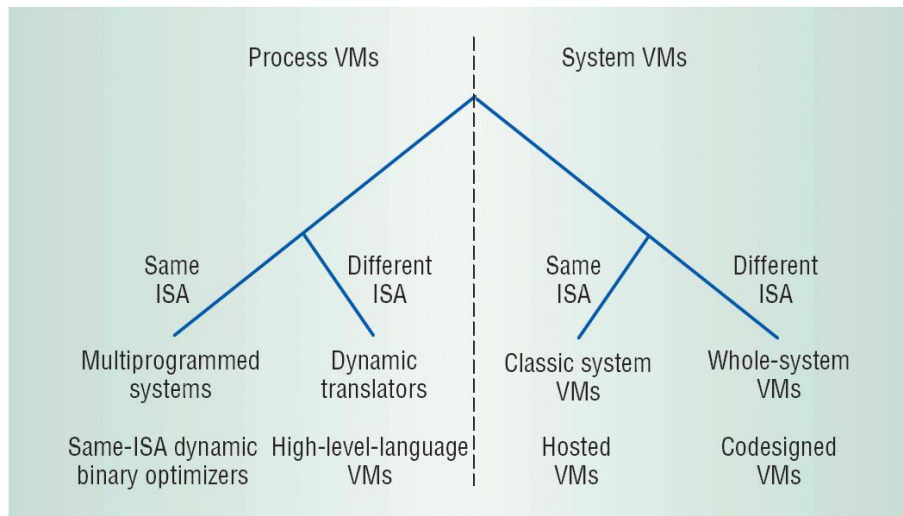 Process VMs
System VMs
Same
ISA
Different
ISA
Same
ISA
Different
ISA
Multiprogrammed
systems
Dynamic
translators
Classic system
VMs
Whole-system
VMs
Same-ISA dynamic
binary optimizers
High-level-language
VMs
Hosted
VMs
Codesigned
VMs